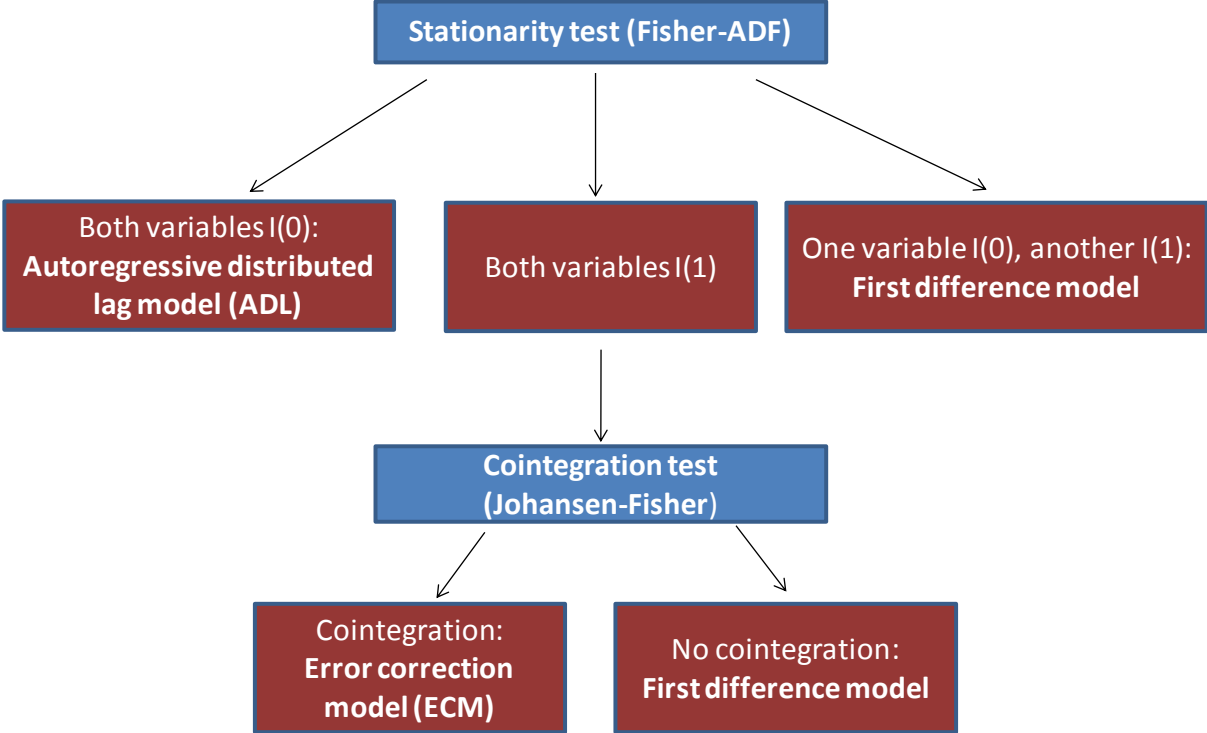 Stationarity test (Fisher-ADF)
Both variables I(0):
Autoregressive distributed
lag model (ADL)
Both variables I(1)
One variable I(0), another I(1):
First difference model
Cointegration test
(Johansen-Fisher)
Cointegration:
Error correction
model (ECM)
No cointegration:
First difference model